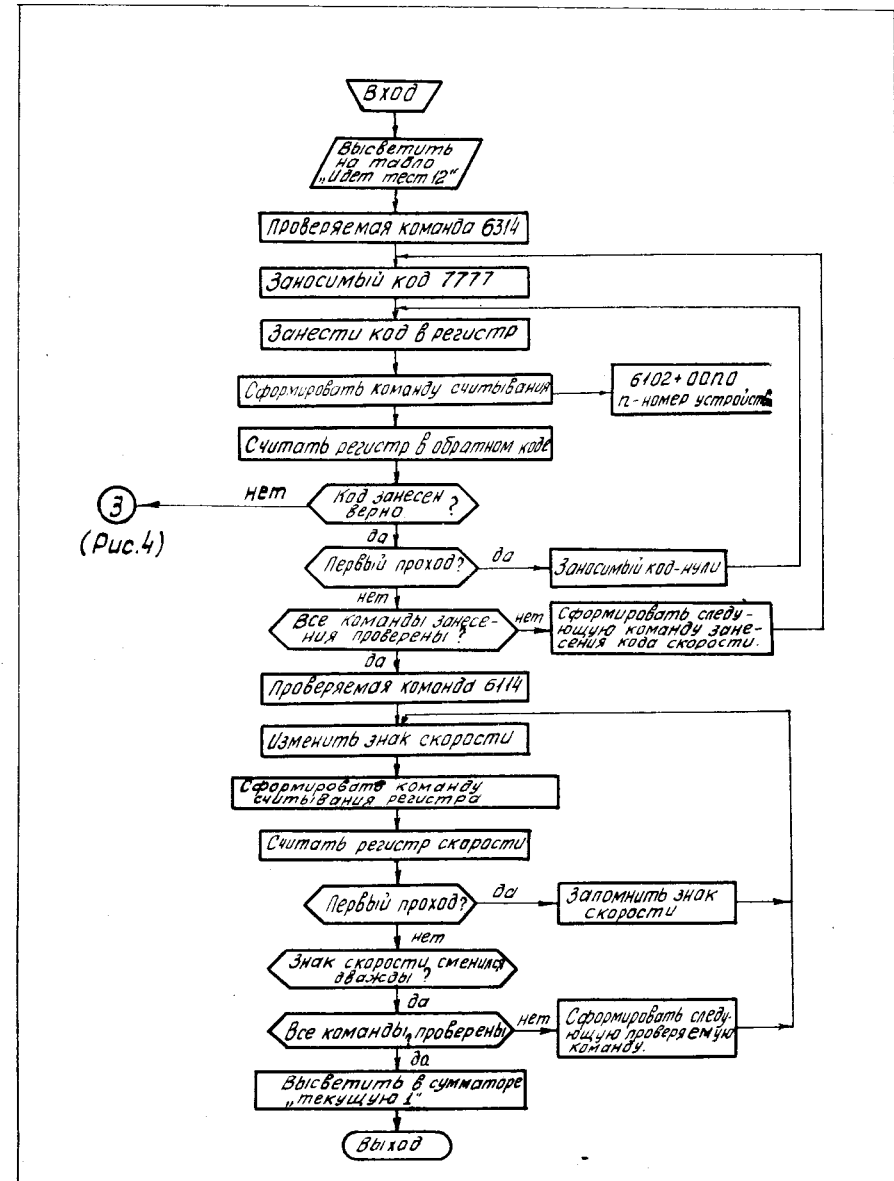 Вход
Высветить
на табло
„Идет тест 12"
Проверяемая команда 6314
Заносимый код 7777
Занести код в регистр
Сформировать команду считывания
6102+00П0
п-номер устройств
Считать регистр в обратном коде
Код занесен
верно ?
нет
3
(Рис.4)
да
Первый проход?
да
Заносимый код-нули
нет
Все команды занесе-
ния проверены ?
нет
Сформировать следу-
ющую команду зане-
сения кода скорости.
да
Проверяемая команда 6114
Изменить знак скорости
Сформировать команду
считывания регистра
Считать регистр скорости
Первый проход?
да
Запомнить знак
скорости
нет
Знак скорости сменился
дважды ?
да
Все команды проверены ?
нет
Сформировать следу-
ющую проверяемую
команду.
да
Высветить в сумматоре
„текущую 1"
Выход